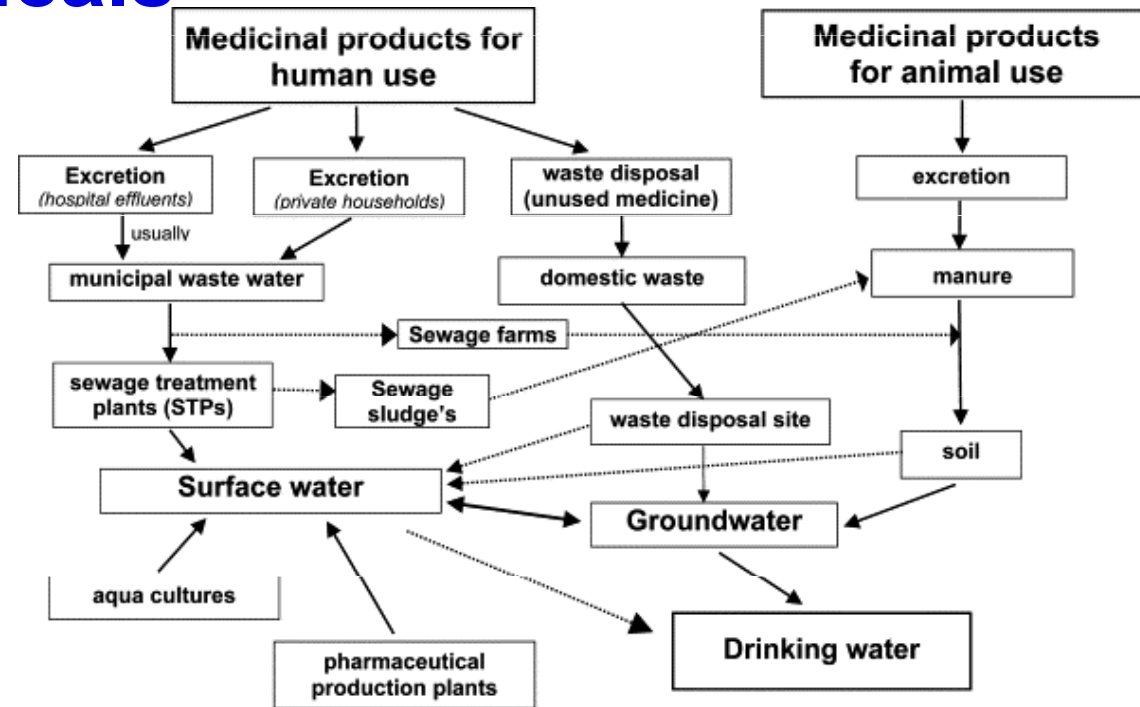 Medicinal products for
human use
Medicinal products
for animal use
Excretion
(hospital effluents)
Excretion
(private households)
waste disposal
(unused medicine)
excretion
usually
municipal waste water
domestic waste
manure
Sewage farms
sewage treatment
plants (STPs)
Sewage
sludge's
waste disposal site
soil
Surface water
Groundwater
aqua cultures
Drinking water
pharmaceutical
production plants